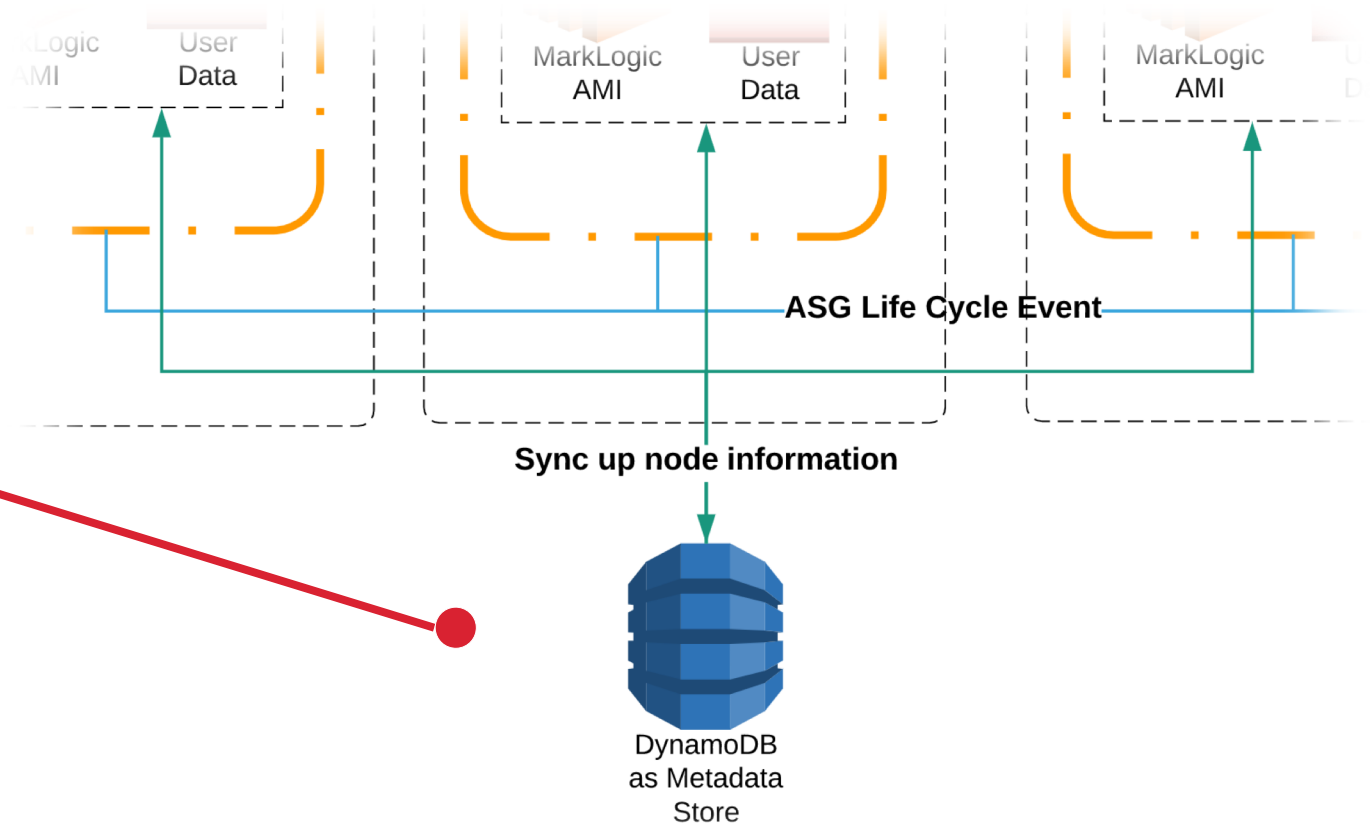 User
Data
MarkLogic
AMI
User
Data
MarkLogic
AMI
ASG Life Cycle Event
Sync up node information
DynamoDB
as Metadata
Store